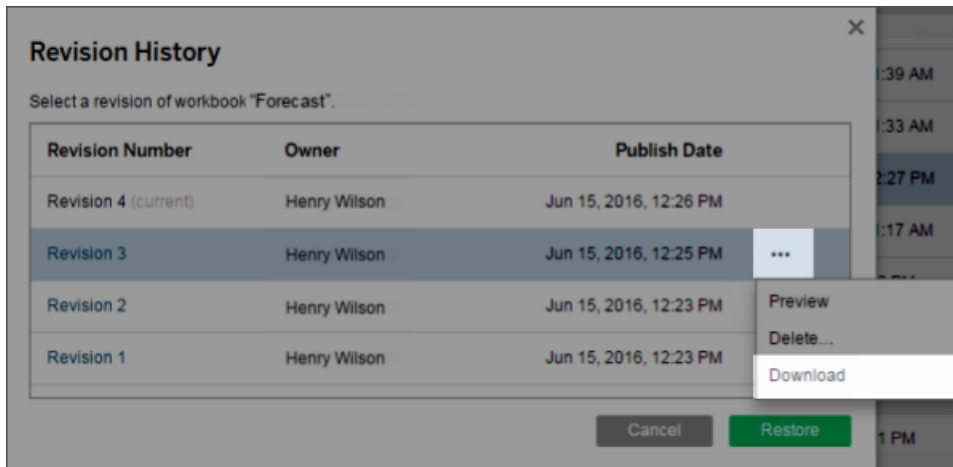 Revision History
×
:39 AM
Select a revision of workbook "Forecast".
:33 AM
Revision Number Owner Publish Date
2:27 PM
Revision 4 (current) Henry Wilson Jun 15, 2016, 12:26 PM
:17 AM
Revision 3 Henry Wilson Jun 15, 2016, 12:25 PM ...
Preview
Revision 2 Henry Wilson Jun 15, 2016, 12:23 PM
Delete...
Revision 1 Henry Wilson Jun 15, 2016, 12:23 PM
Download
Cancel Restore
1 PM